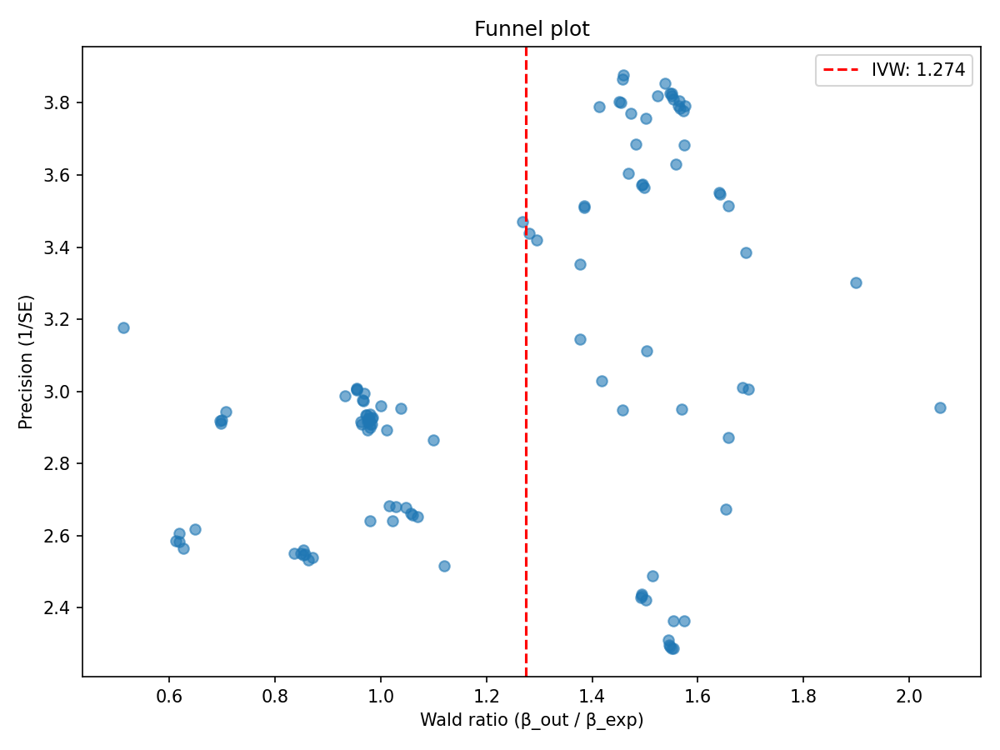 Funnel plot
IVW: 1.274
3.8
3.6
3.4
3.2
3.0
2.8
2.6
2.4
Precision (1/SE)
0.6 0.8 1.0 1.2 1.4 1.6 1.8 2.0
Wald ratio (β_out / β_exp)